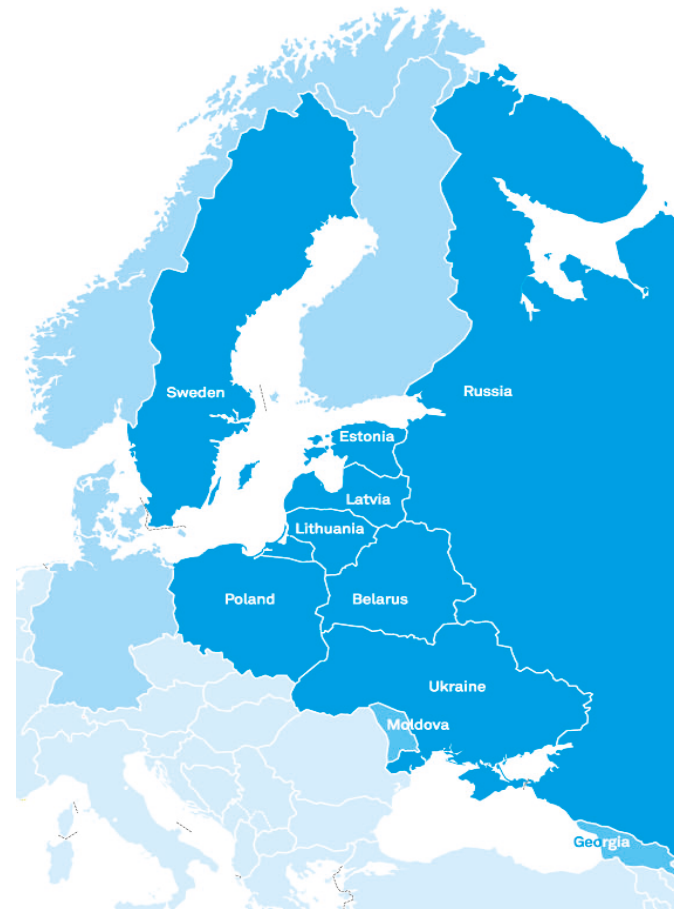 Sweden
Russia
Estonia
Latvia
Lithuania
Poland
Belarus
Ukraine
Moldova
Georgia